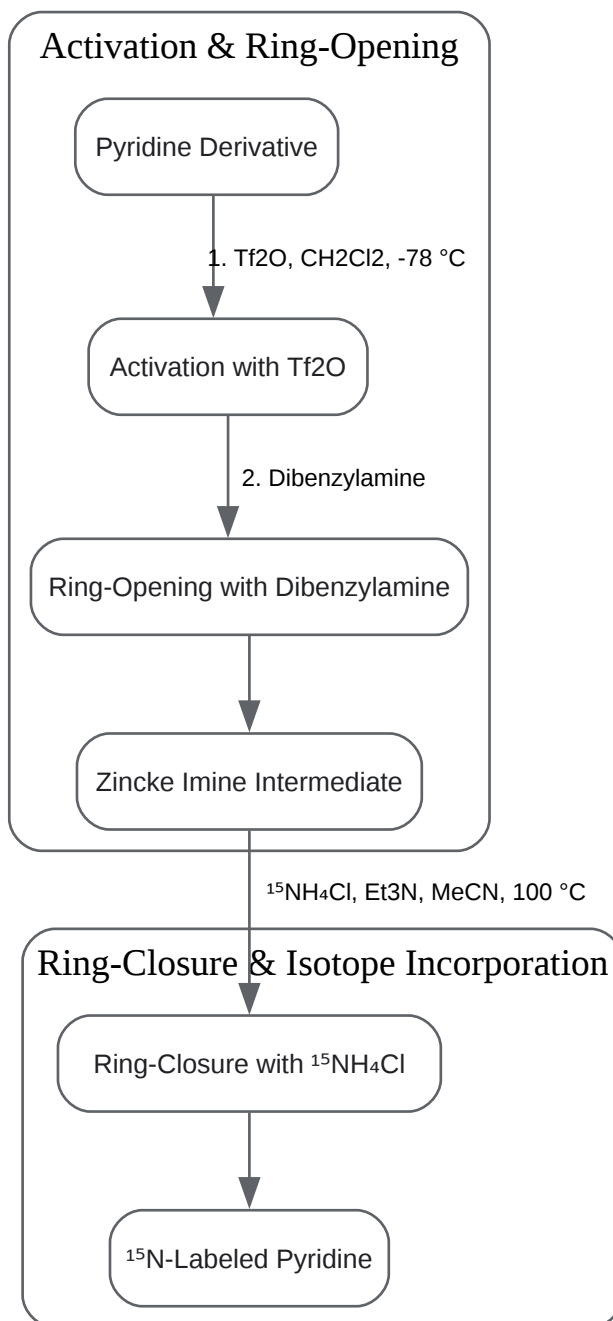 Activation & Ring-Opening
Pyridine Derivative
1. Tf2O, CH2Cl2, -78 °C
Activation with Tf2O
2. Dibenzylamine
Ring-Opening with Dibenzylamine
Zincke Imine Intermediate
¹⁵NH₄Cl, Et3N, MeCN, 100 °C
Ring-Closure & Isotope Incorporation
Ring-Closure with ¹⁵NH₄Cl
¹⁵N-Labeled Pyridine